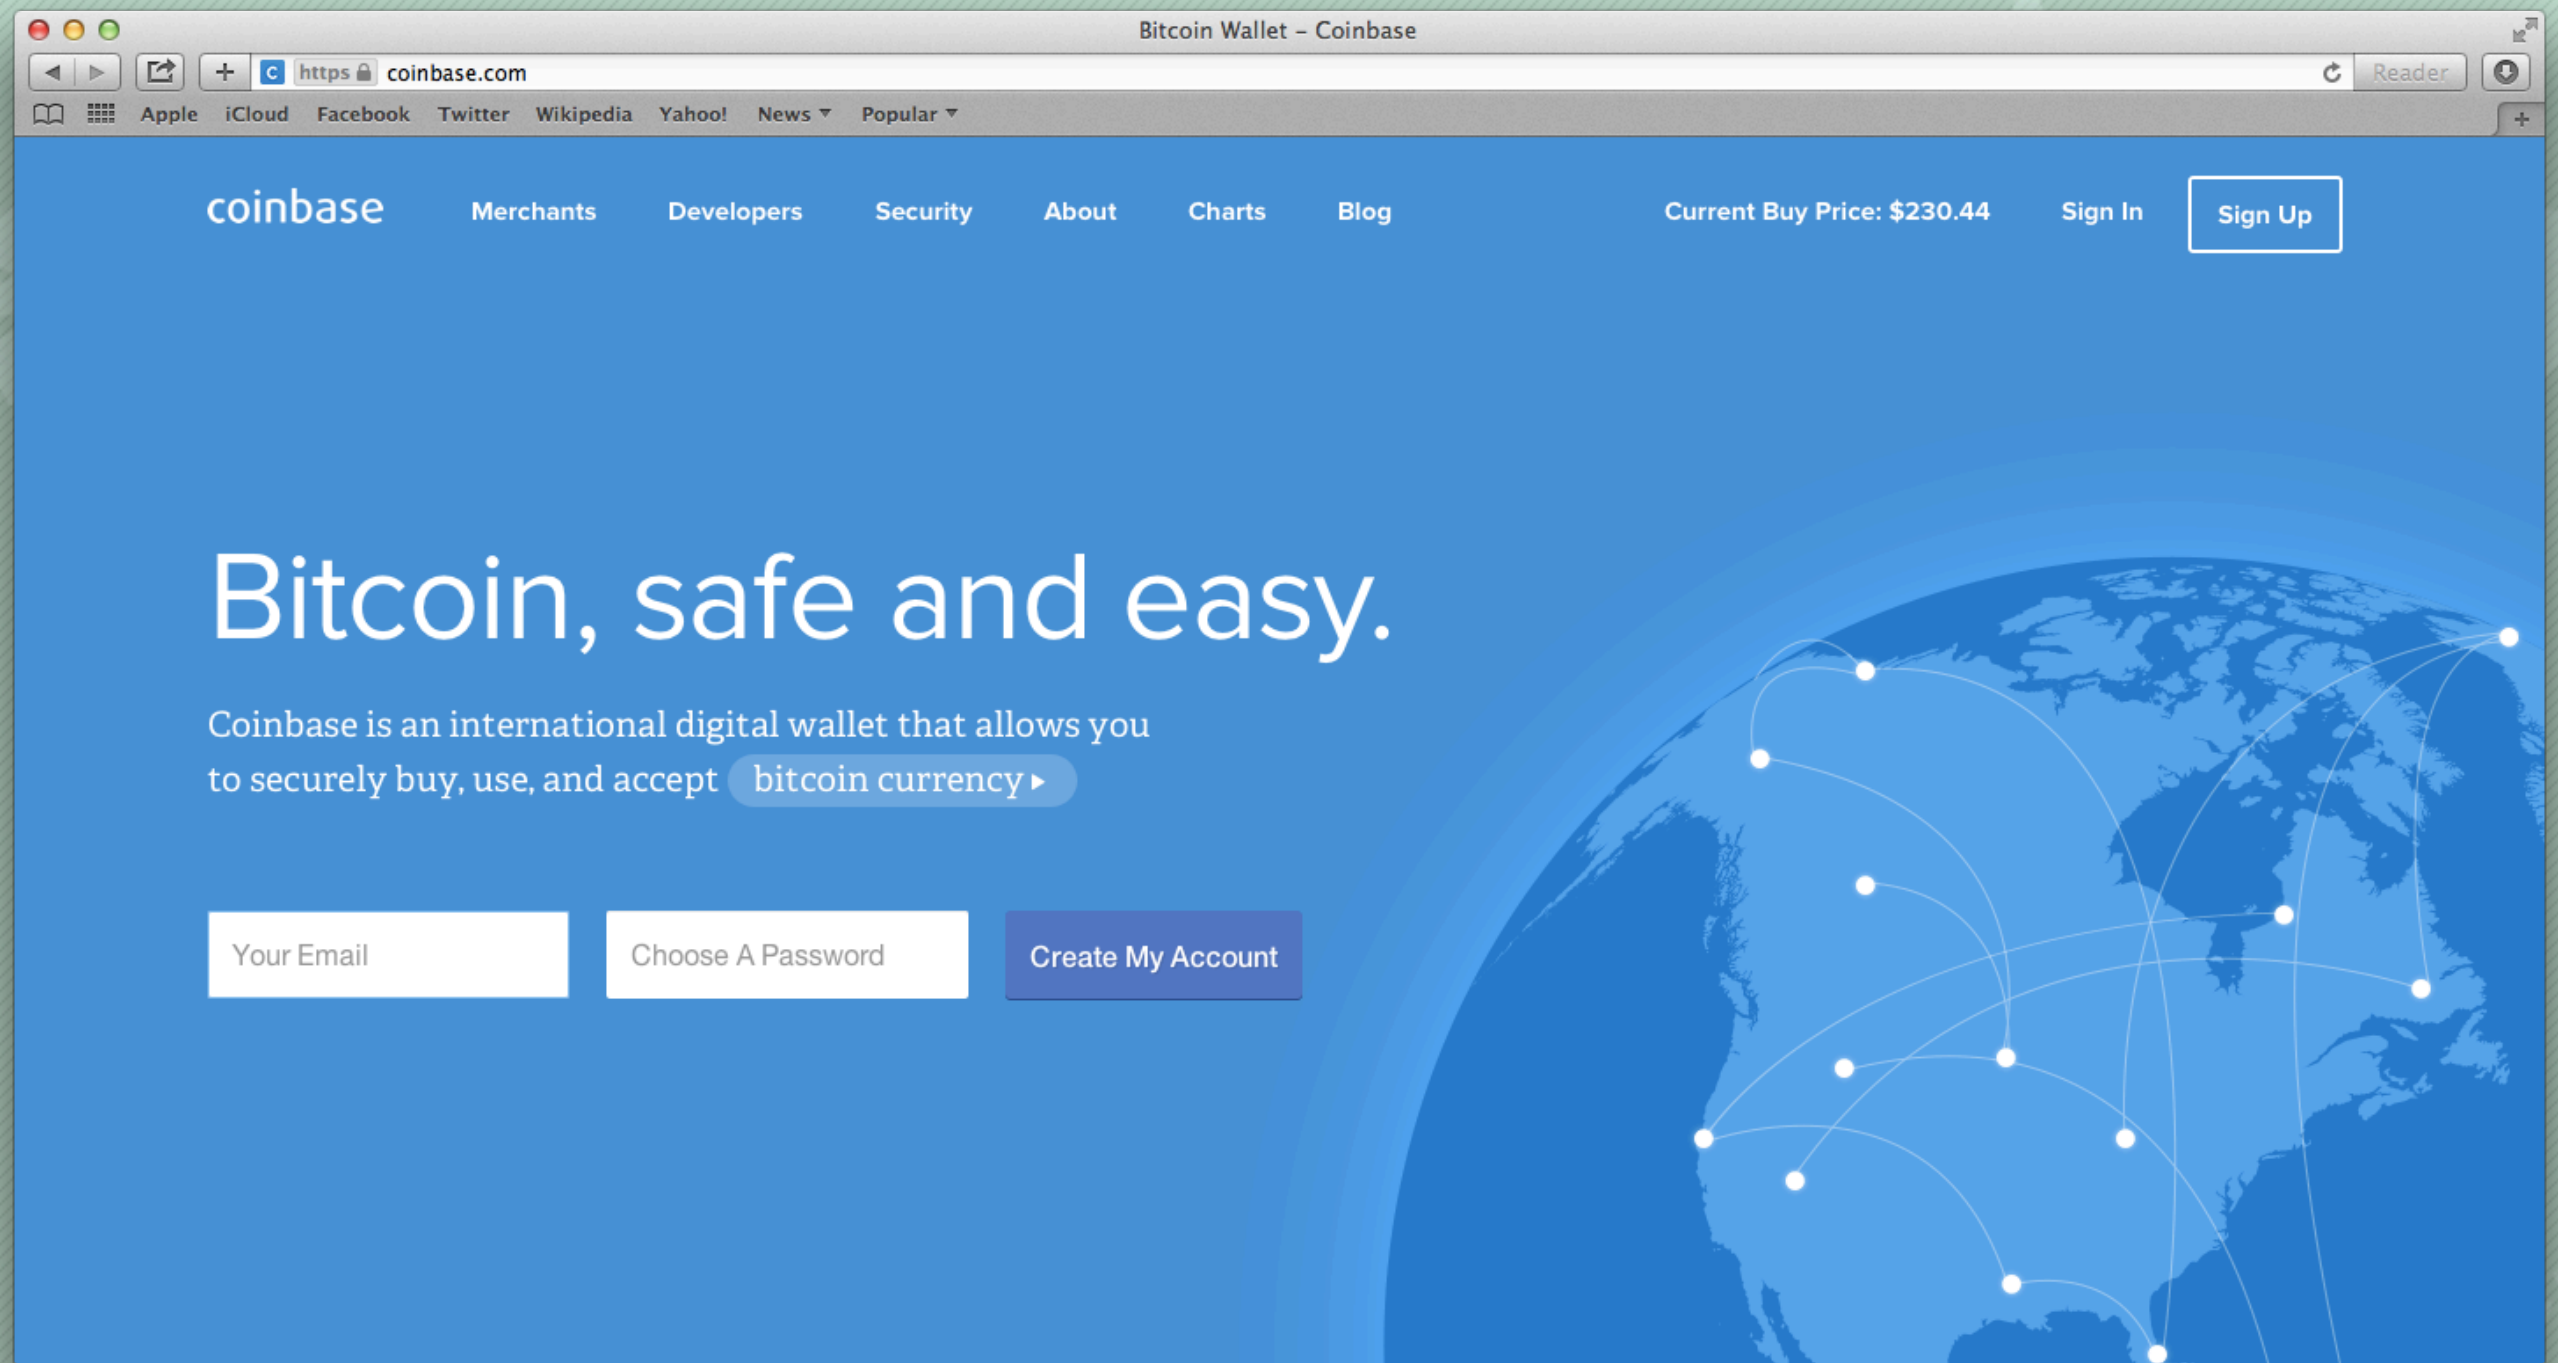 Bitcoin Wallet – Coinbase
C https coinbase.com Reader
Apple iCloud Facebook Twitter Wikipedia Yahoo! News Popular
coinbase Merchants Developers Security About Charts Blog Current Buy Price: $230.44 Sign In Sign Up
Bitcoin, safe and easy.
Coinbase is an international digital wallet that allows you
to securely buy, use, and accept bitcoin currency
Your Email Choose A Password Create My Account